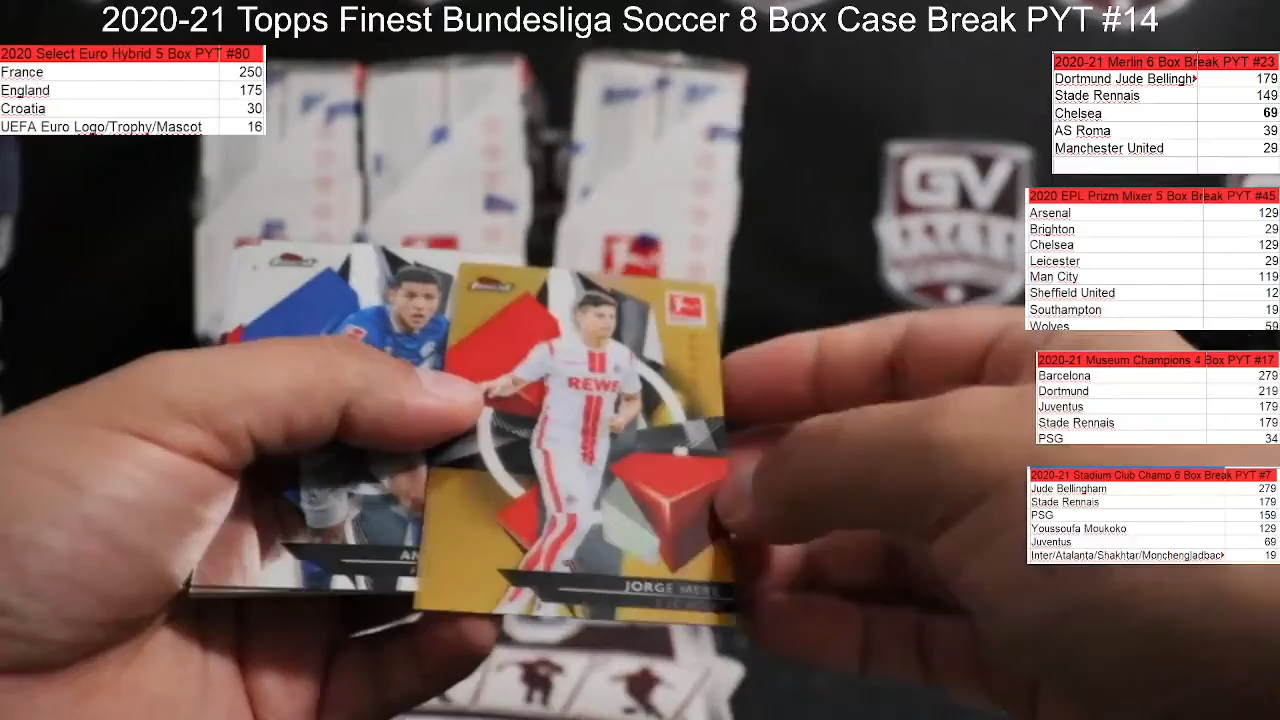 2020-21 Topps Finest Bundesliga Soccer 8 Box Case Break PYT #14
2020 Select Euro Hybrid 5 Box PYT #80
France 250
England 175
Croatia 30
UEFA Euro Logo/Trophy/Mascot 16
2020-21 Merlin 6 Box Break PYT #23
Dortmund Jude Bellingh 179
Stade Rennais 149
Chelsea 69
AS Roma 39
Manchester United 29
2020 EPL Prizm Mixer 5 Box Break PYT #45
Arsenal 129
Brighton 29
Chelsea 129
Leicester 29
Man City 119
Sheffield United 12
Southampton 19
Wolves 59
2020-21 Museum Champions 4 Box PYT #17
Barcelona 279
Dortmund 219
Juventus 179
Stade Rennais 179
PSG 34
2020-21 Stadium Club Champ 6 Box Break PYT #7
Jude Bellingham 279
Stade Rennais 179
PSG 159
Youssoufa Moukoko 129
Juventus 69
Inter/Atalanta/Shakhtar/Monchengladbac 19
GV
REWE
AN
JORGE MERE